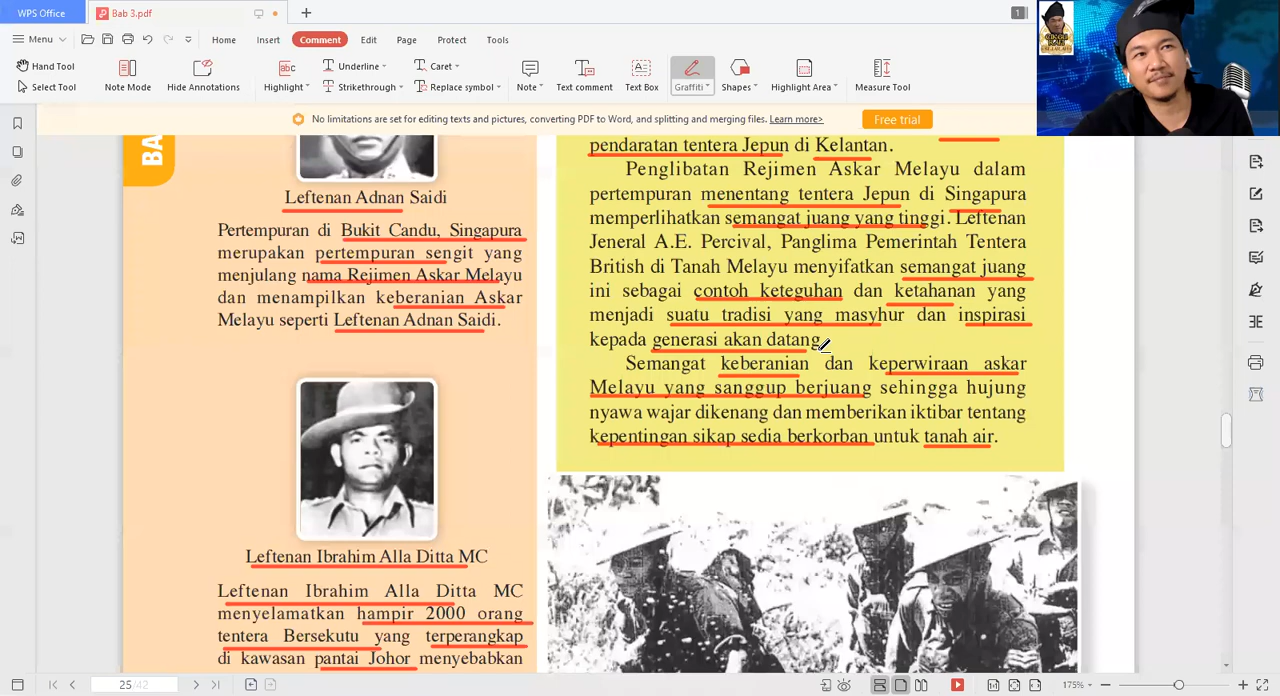 WPS Office
Bab 3.pdf
1
Menu
Home
Insert
Comment
Edit
Page
Protect
Tools
Hand Tool
Select Tool
Note Mode
Hide Annotations
Highlight
Underline
Strikethrough
Caret
Replace symbol
Note
Text comment
Text Box
Graffiti
Shapes
Highlight Area
Measure Tool
No limitations are set for editing texts and pictures, converting PDF to Word, and splitting and merging files. Learn more>
Free trial
BA
Leftenan Adnan Saidi
Pertempuran di Bukit Candu, Singapura
merupakan pertempuran sengit yang
menjulang nama Rejimen Askar Melayu
dan menampilkan keberanian Askar
Melayu seperti Leftenan Adnan Saidi.
Leftenan Ibrahim Alla Ditta MC
Leftenan Ibrahim Alla Ditta MC
menyelamatkan hampir 2000 orang
tentera Bersekutu yang terperangkap
di kawasan pantai Johor menyebabkan
pendaratan tentera Jepun di Kelantan.
Penglibatan Rejimen Askar Melayu dalam
pertempuran menentang tentera Jepun di Singapura
memperlihatkan semangat juang yang tinggi. Leftenan
Jeneral A.E. Percival, Panglima Pemerintah Tentera
British di Tanah Melayu menyifatkan semangat juang
ini sebagai contoh keteguhan dan ketahanan yang
menjadi suatu tradisi yang masyhur dan inspirasi
kepada generasi akan datang.
Semangat keberanian dan keperwiraan askar
Melayu yang sanggup berjuang sehingga hujung
nyawa wajar dikenang dan memberikan iktibar tentang
kepentingan sikap sedia berkorban untuk tanah air.
25/42
175%